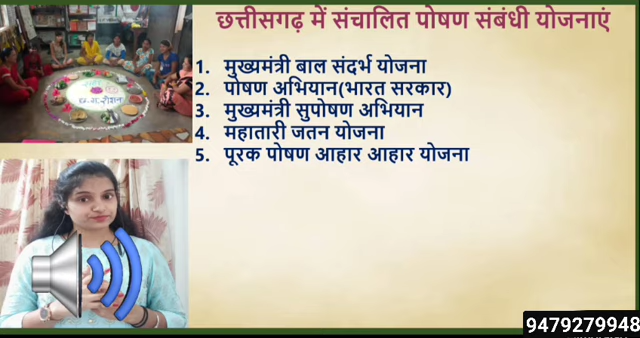 छत्तीसगढ़ में संचालित पोषण संबंधी योजनाएं
1. मुख्यमंत्री बाल संदर्भ योजना
2. पोषण अभियान(भारत सरकार)
3. मुख्यमंत्री सुपोषण अभियान
4. महातारी जतन योजना
5. पूरक पोषण आहार आहार योजना
9479279948